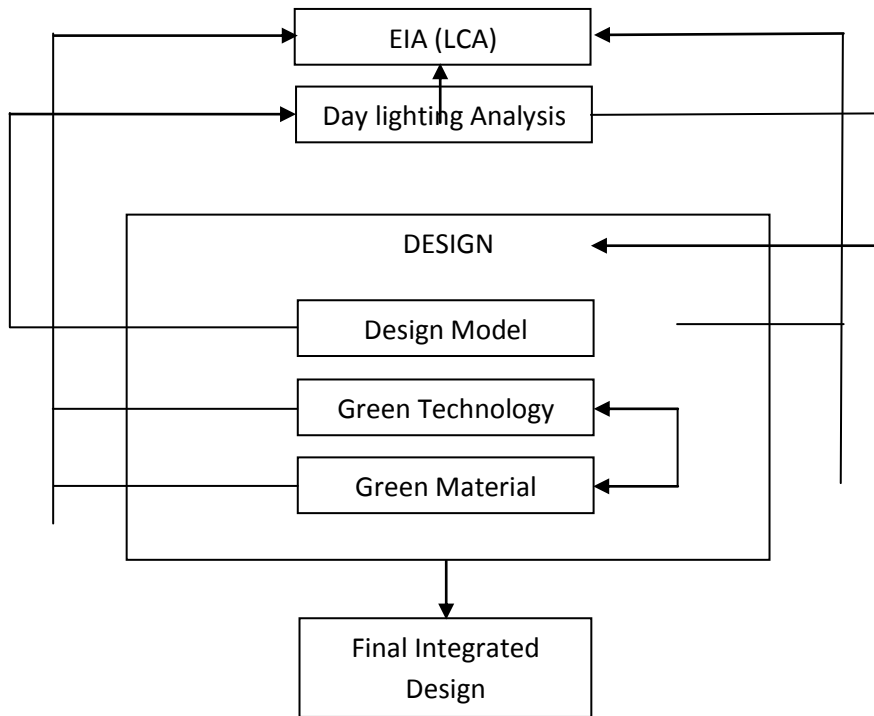 EIA (LCA)
Day lighting Analysis
DESIGN
Design Model
Green Technology
Green Material
Final Integrated
Design